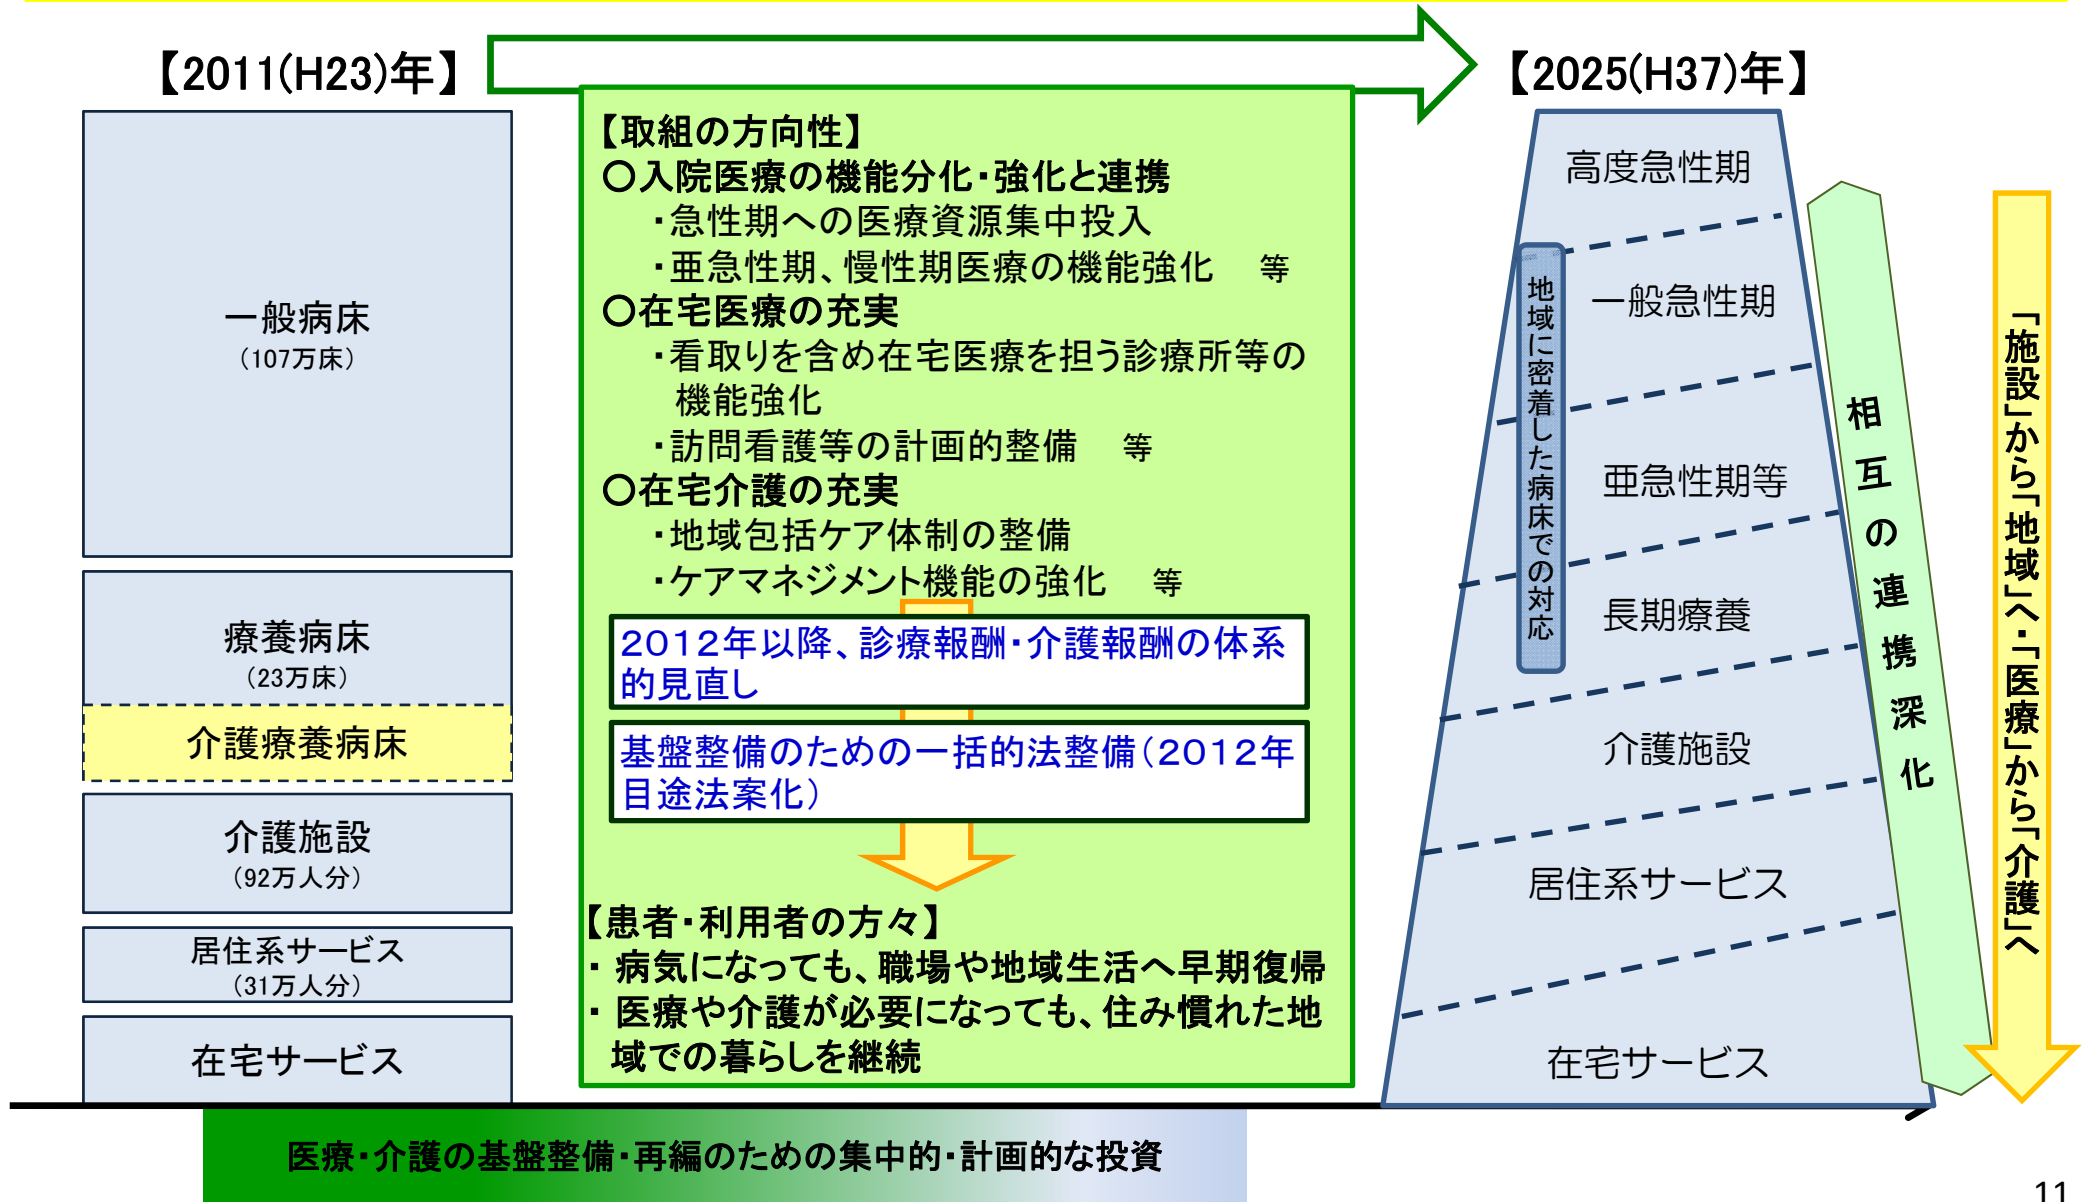 【2011(H23)年】
一般病床
（107万床）
療養病床
（23万床）
介護療養病床
介護施設
（92万人分）
居住系サービス
（31万人分）
在宅サービス
【取組の方向性】
○入院医療の機能分化・強化と連携
・急性期への医療資源集中投入
・亜急性期、慢性期医療の機能強化　等
○在宅医療の充実
・看取りを含め在宅医療を担う診療所等の
機能強化
・訪問看護等の計画的整備　等
○在宅介護の充実
・地域包括ケア体制の整備
・ケアマネジメント機能の強化　等
２０１２年以降、診療報酬・介護報酬の体系
的見直し
基盤整備のための一括的法整備（２０１２年
目途法案化）
【患者・利用者の方々】
・ 病気になっても、職場や地域生活へ早期復帰
・ 医療や介護が必要になっても、住み慣れた地
域での暮らしを継続
【2025(H37)年】
高度急性期
一般急性期
亜急性期等
長期療養
介護施設
居住系サービス
在宅サービス
地域に密着した病床での対応
相互の連携深化
「施設」から「地域」へ・「医療」から「介護」へ
医療・介護の基盤整備・再編のための集中的・計画的な投資
11